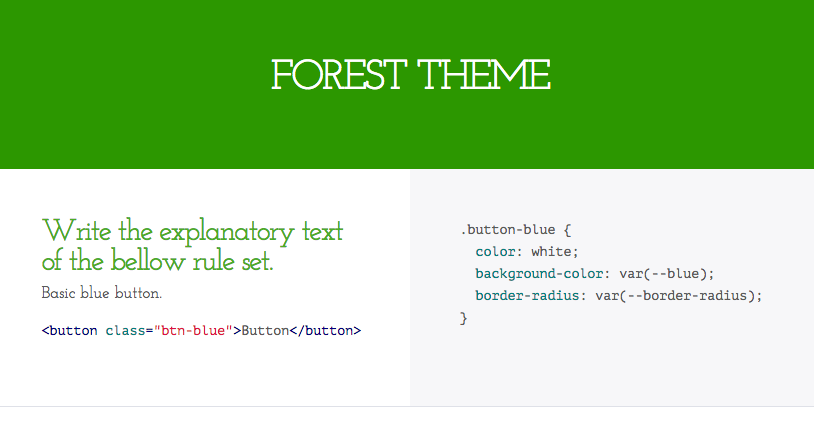 FOREST THEME
Write the explanatory text
of the bellow rule set.
Basic blue button.
<button class="btn-blue">Button</button>
.button-blue {
  color: white;
  background-color: var(--blue);
  border-radius: var(--border-radius);
}